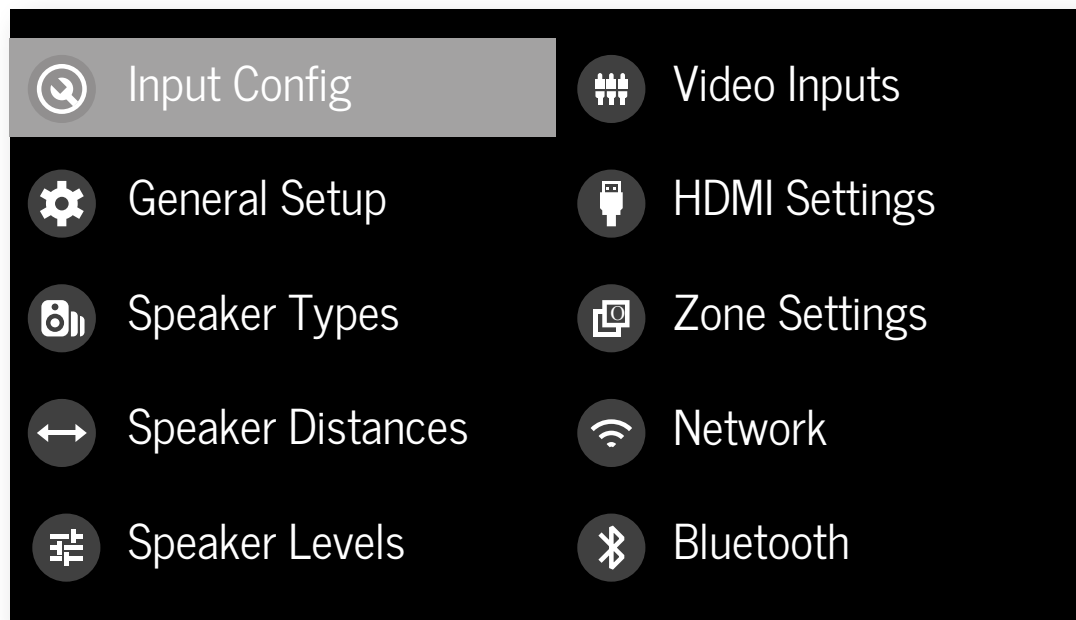 Input Config
General Setup
Speaker Types
Speaker Distances
Speaker Levels
Video Inputs
HDMI Settings
Zone Settings
Network
Bluetooth